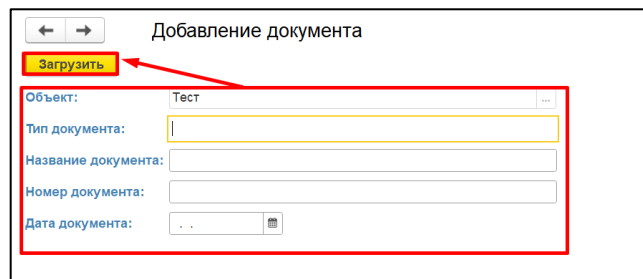 Добавление документа
Загрузить
Объект: Тест ...
Тип документа:
Название документа:
Номер документа:
Дата документа: . .